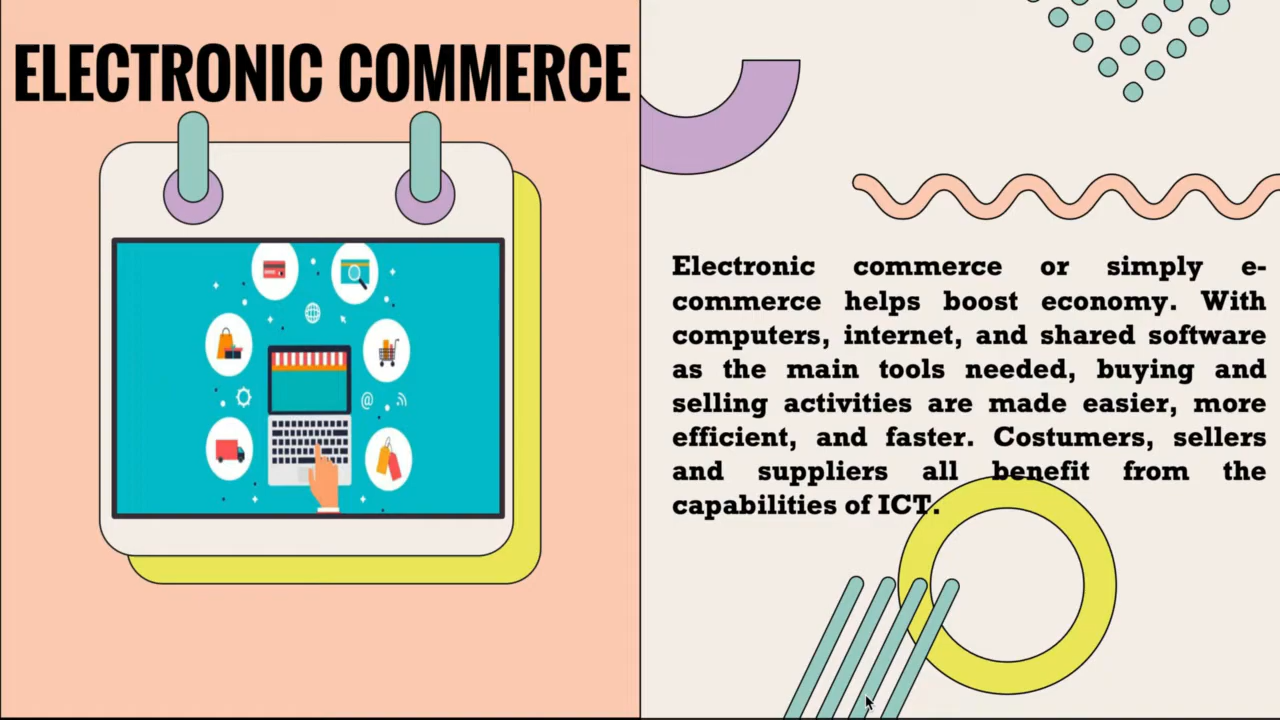 ELECTRONIC COMMERCE
Electronic commerce or simply e-
commerce helps boost economy. With
computers, internet, and shared software
as the main tools needed, buying and
selling activities are made easier, more
efficient, and faster. Costumers, sellers
and suppliers all benefit from the
capabilities of ICT.